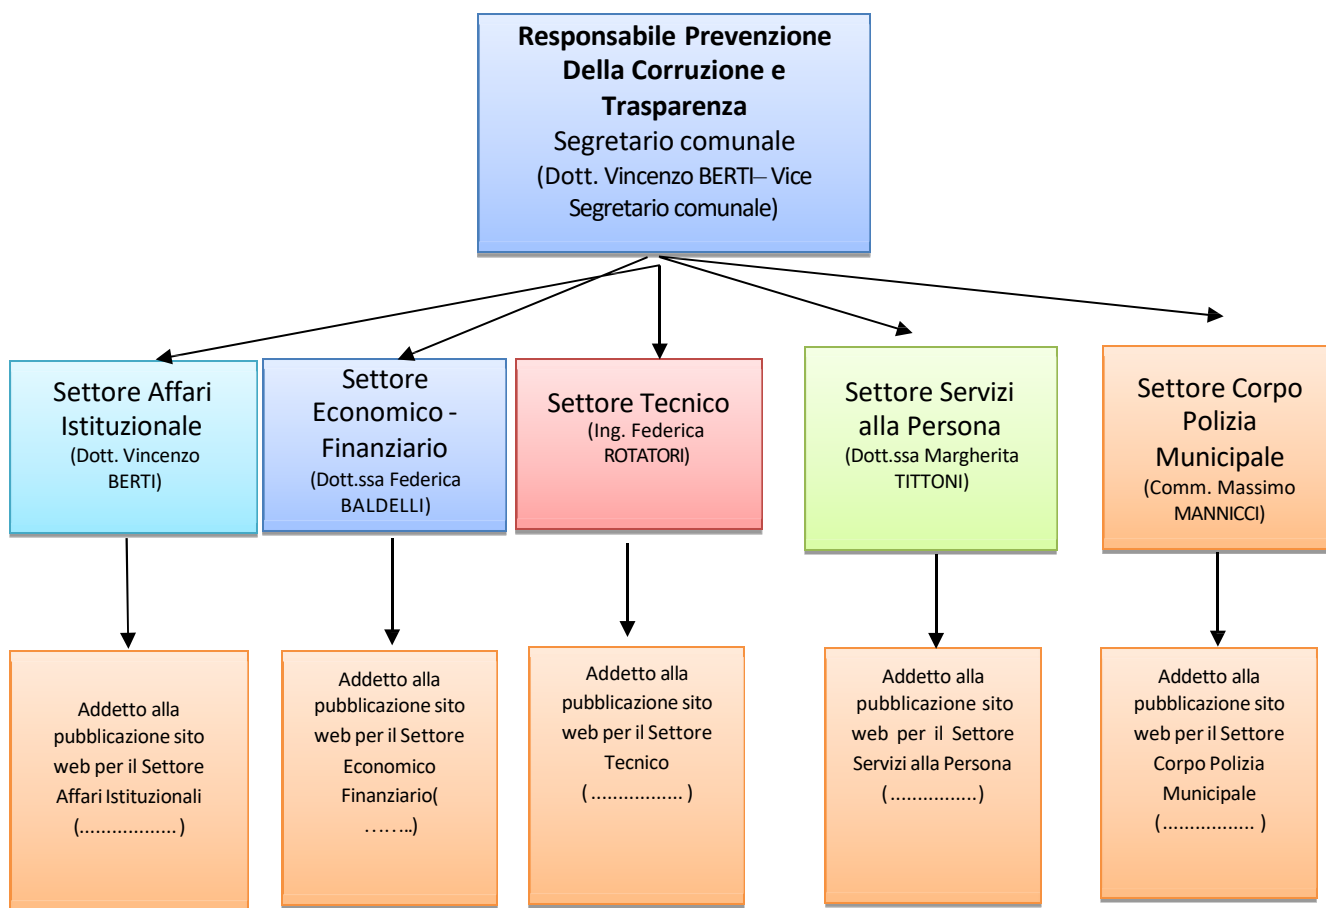 Responsabile Prevenzione
Della Corruzione e
Trasparenza
Segretario comunale
(Dott. Vincenzo BERTI– Vice
Segretario comunale)
Settore Affari
Istituzionale
(Dott. Vincenzo
BERTI)
Settore
Economico -
Finanziario
(Dott.ssa Federica
BALDELLI)
Settore Tecnico
(Ing. Federica
ROTATORI)
Settore Servizi
alla Persona
(Dott.ssa Margherita
TITTONI)
Settore Corpo
Polizia
Municipale
(Comm. Massimo
MANNICCI)
Addetto alla
pubblicazione sito
web per il Settore
Affari Istituzionali
(.................. )
Addetto alla
pubblicazione sito
web per il Settore
Economico
Finanziario(
……..)
Addetto alla
pubblicazione sito
web per il Settore
Tecnico
( ................. )
Addetto alla
pubblicazione sito
web per il Settore
Servizi alla Persona
( ................)
Addetto alla
pubblicazione sito
web per il Settore
Corpo Polizia
Municipale
( ................. )